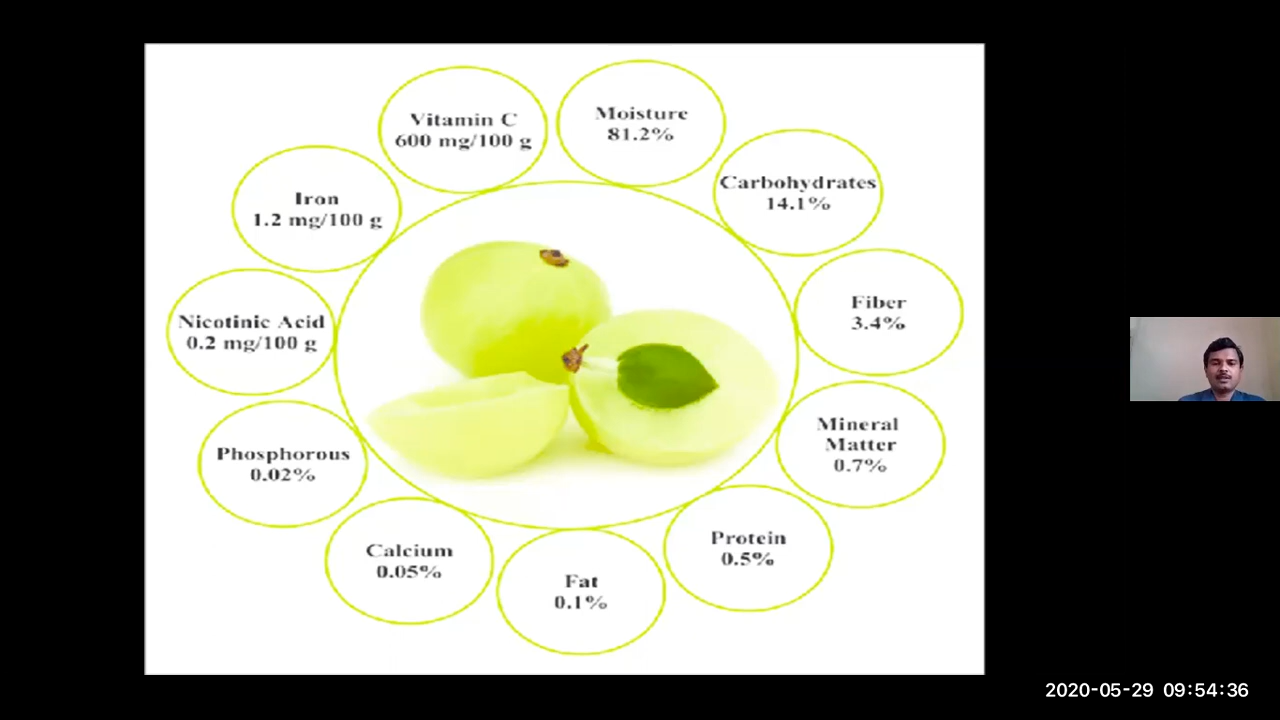 Vitamin C
600 mg/100 g
Moisture
81.2%
Carbohydrates
14.1%
Fiber
3.4%
Mineral
Matter
0.7%
Protein
0.5%
Fat
0.1%
Calcium
0.05%
Phosphorous
0.02%
Nicotinic Acid
0.2 mg/100 g
Iron
1.2 mg/100 g
2020-05-29 09:54:36